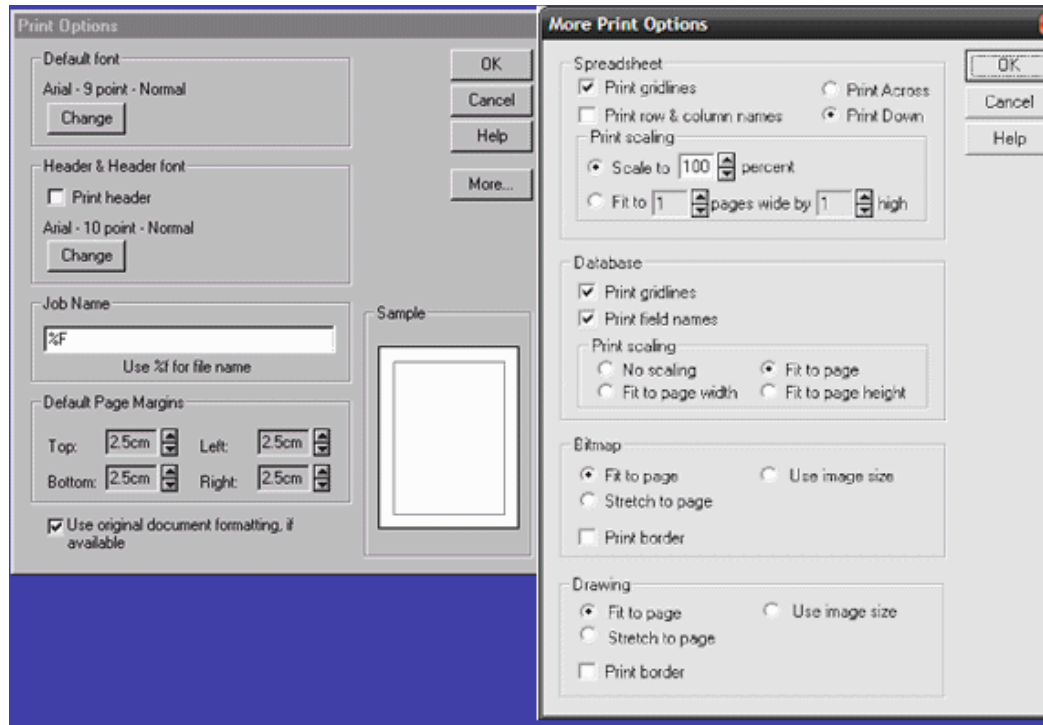 Print Options
Default font
Arial - 9 point - Normal
Change
OK
Cancel
Help
More...
Header & Header font
Print header
Arial - 10 point - Normal
Change
Job Name
%F
Use %f for file name
Sample
Default Page Margins
Top: 2.5cm Left: 2.5cm
Bottom: 2.5cm Right: 2.5cm
Use original document formatting, if
available
More Print Options
Spreadsheet
Print gridlines Print Across
Print row & column names Print Down
Print scaling
Scale to 100 percent
Fit to 1 pages wide by 1 high
OK
Cancel
Help
Database
Print gridlines
Print field names
Print scaling
No scaling Fit to page
Fit to page width Fit to page height
Bitmap
Fit to page Use image size
Stretch to page
Print border
Drawing
Fit to page Use image size
Stretch to page
Print border